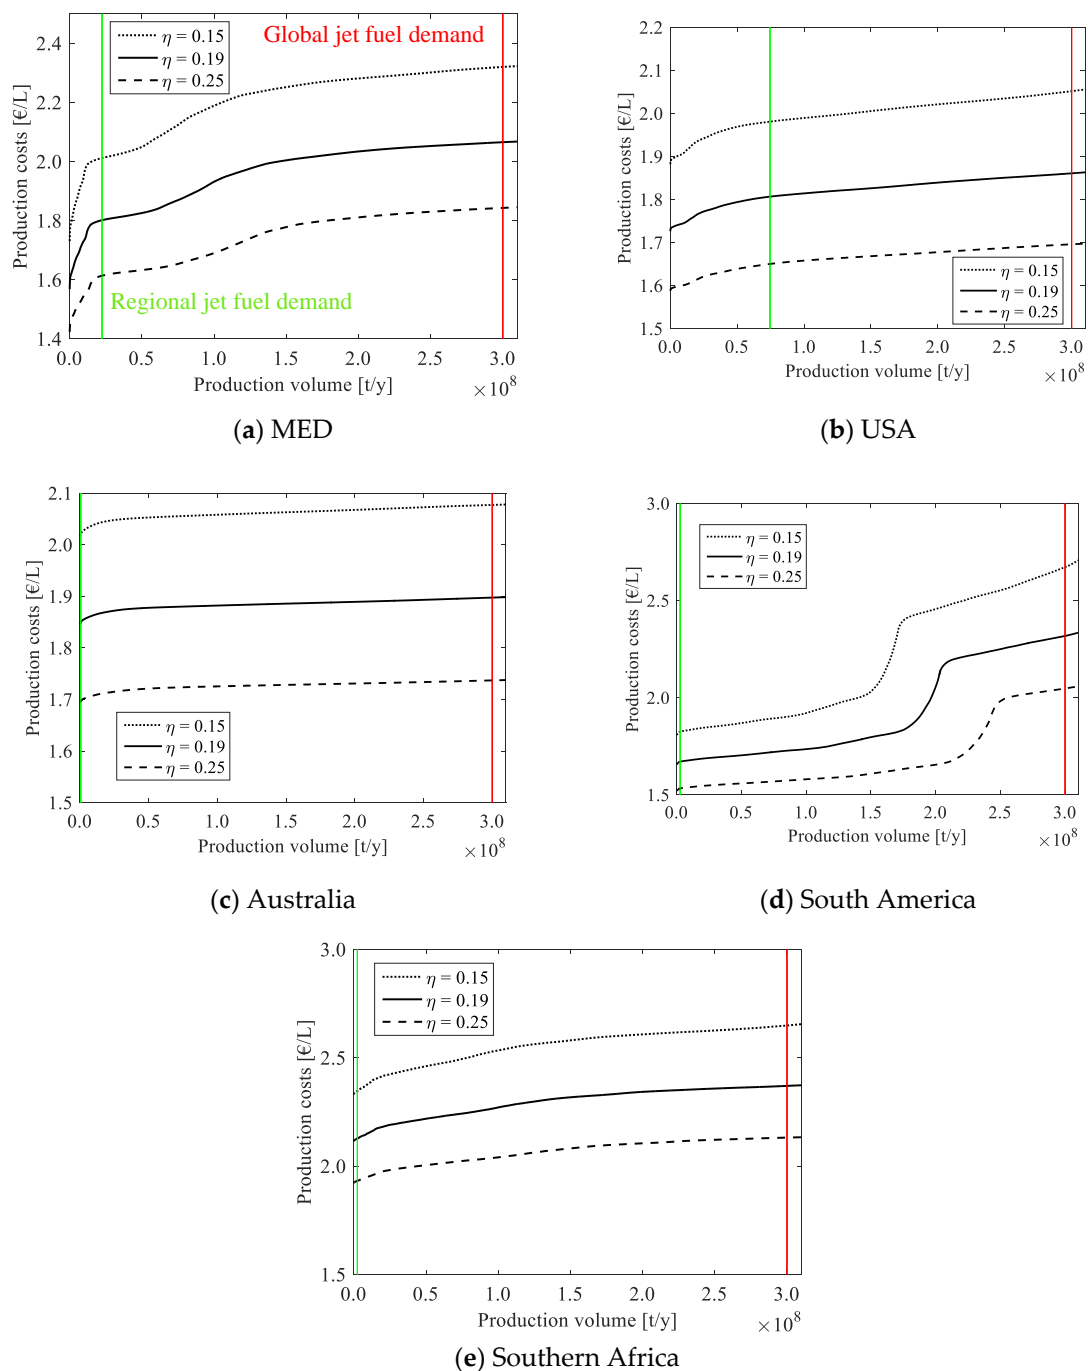 Production costs [€/L]
2.4
2.2
2.0
1.8
1.6
1.4
η = 0.15
η = 0.19
η = 0.25
Global jet fuel demand
Regional jet fuel demand
0.0 0.5 1.0 1.5 2.0 2.5 3.0
Production volume [t/y]
×10⁸
(a) MED
Production costs [€/L]
2.2
2.1
2.0
1.9
1.8
1.7
1.6
1.5
η = 0.15
η = 0.19
η = 0.25
0.0 0.5 1.0 1.5 2.0 2.5 3.0
Production volume [t/y]
×10⁸
(b) USA
Production costs [€/L]
2.1
2.0
1.9
1.8
1.7
1.6
1.5
η = 0.15
η = 0.19
η = 0.25
0.0 0.5 1.0 1.5 2.0 2.5 3.0
Production volume [t/y]
×10⁸
(c) Australia
Production costs [€/L]
3.0
2.5
2.0
1.5
η = 0.15
η = 0.19
η = 0.25
0.0 0.5 1.0 1.5 2.0 2.5 3.0
Production volume [t/y]
×10⁸
(d) South America
Production costs [€/L]
3.0
2.5
2.0
1.5
η = 0.15
η = 0.19
η = 0.25
0.0 0.5 1.0 1.5 2.0 2.5 3.0
Production volume [t/y]
×10⁸
(e) Southern Africa